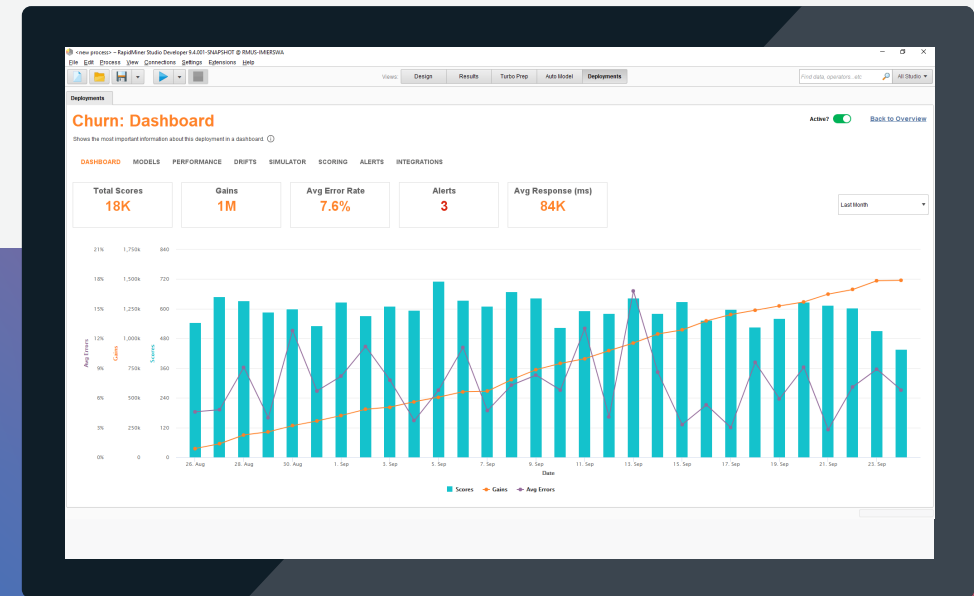 <new process> – RapidMiner Studio Developer 9.4.001-SNAPSHOT @ RMUS-IMIERSWA
File Edit Process View Connections Settings Extensions Help
Views: Design Results Turbo Prep Auto Model Deployments
Find data, operators...etc
All Studio
Deployments
Churn: Dashboard
Active?
Back to Overview
Shows the most important information about this deployment in a dashboard.
DASHBOARD MODELS PERFORMANCE DRIFTS SIMULATOR SCORING ALERTS INTEGRATIONS
Total Scores Gains Avg Error Rate Alerts Avg Response (ms)
18K 1M 7.6% 3 84K
Last Month
21% 1,750k 840
18% 1,500k 720
15% 1,250k 600
12% 1,000k 480
9% 750k 360
6% 500k 240
3% 250k 120
0% 0 0
Avg Errors
Gains
Scores
26. Aug 28. Aug 30. Aug 1. Sep 3. Sep 5. Sep 7. Sep 9. Sep 11. Sep 13. Sep 15. Sep 17. Sep 19. Sep 21. Sep 23. Sep
Date
Scores Gains Avg Errors